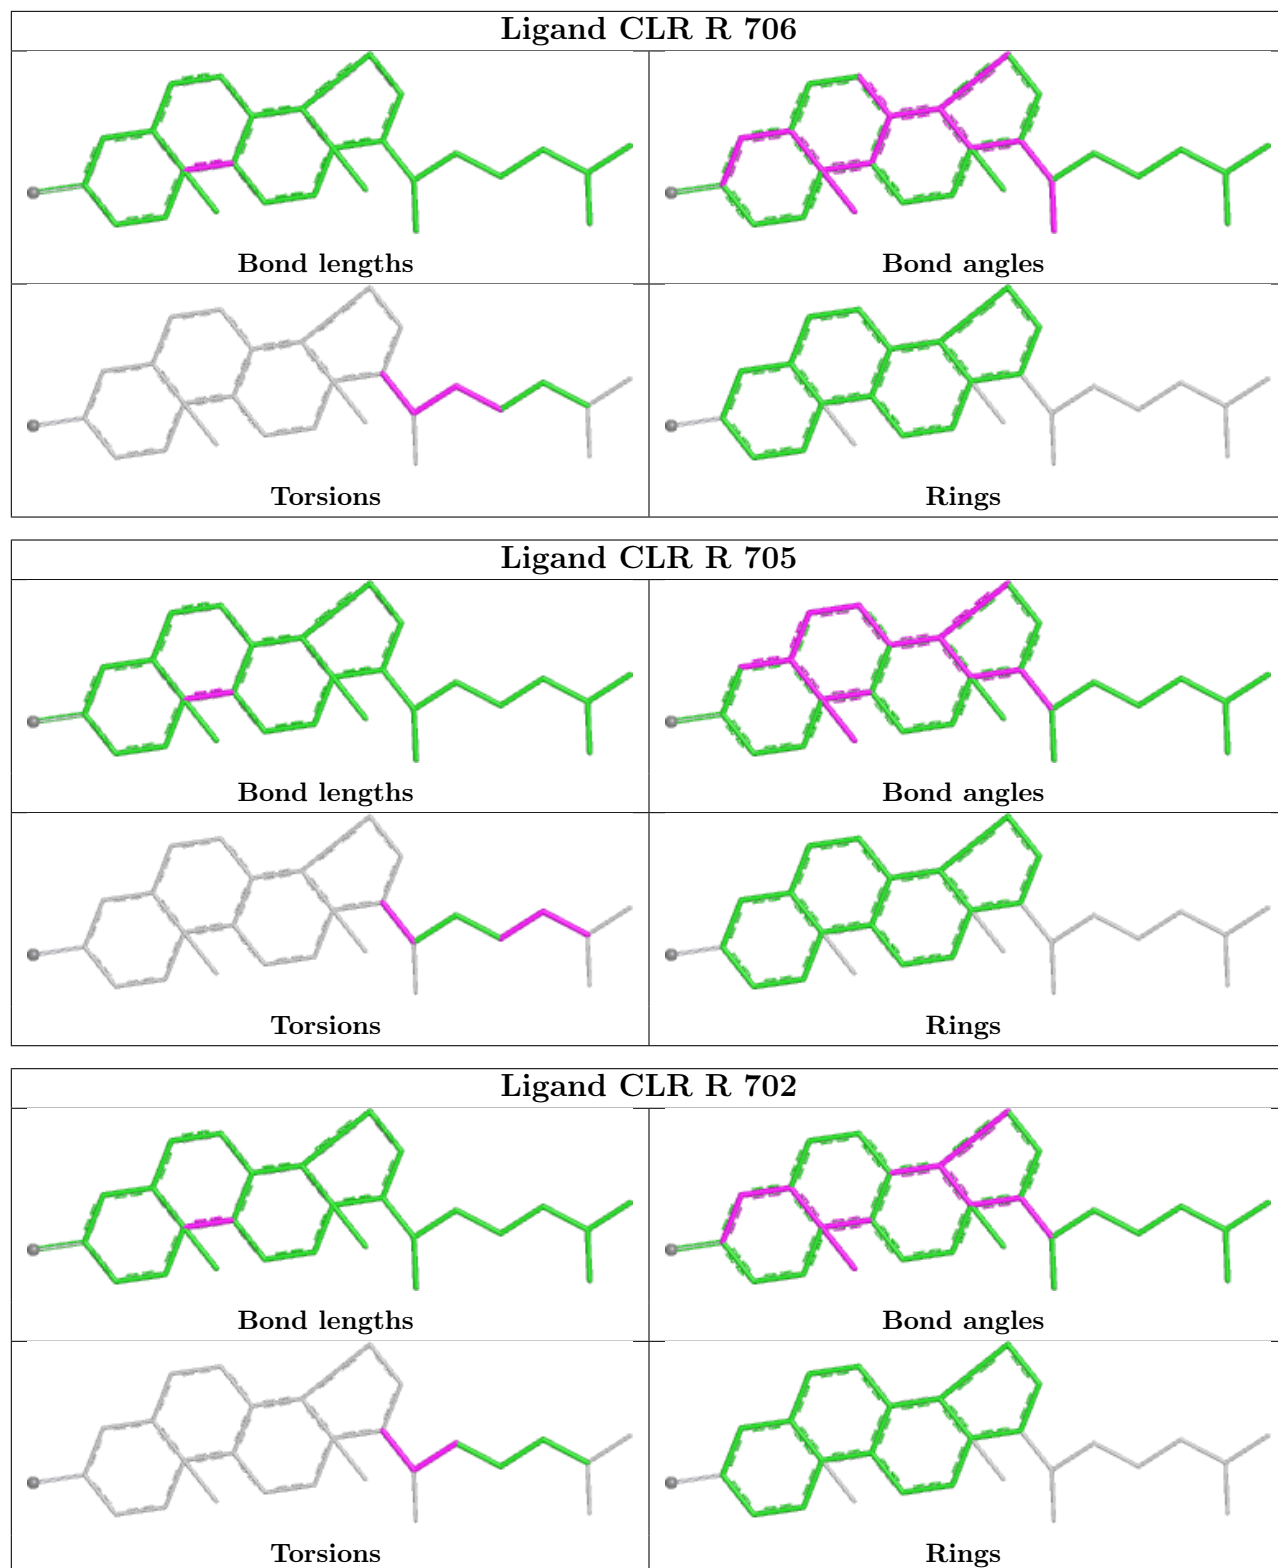 Ligand CLR R 706
Bond lengths
Bond angles
Torsions
Rings
Ligand CLR R 705
Bond lengths
Bond angles
Torsions
Rings
Ligand CLR R 702
Bond lengths
Bond angles
Torsions
Rings